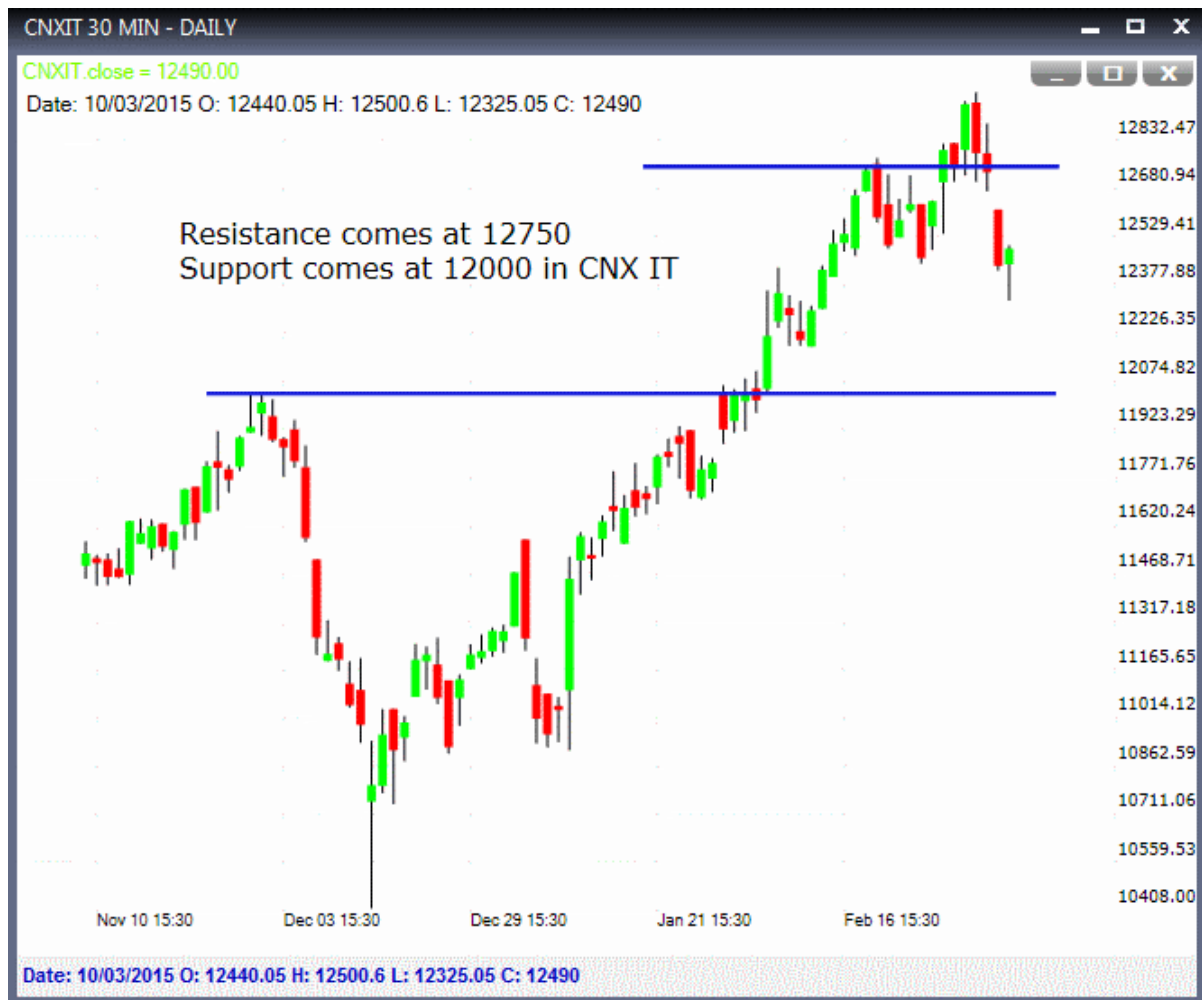 CNXIT 30 MIN - DAILY
CNXIT.close = 12490.00
Date: 10/03/2015 O: 12440.05 H: 12500.6 L: 12325.05 C: 12490
12832.47
12680.94
Resistance comes at 12750
Support comes at 12000 in CNX IT
12529.41
12377.88
12226.35
12074.82
11923.29
11771.76
11620.24
11468.71
11317.18
11165.65
11014.12
10862.59
10711.06
10559.53
10408.00
Nov 10 15:30 Dec 03 15:30 Dec 29 15:30 Jan 21 15:30 Feb 16 15:30
Date: 10/03/2015 O: 12440.05 H: 12500.6 L: 12325.05 C: 12490